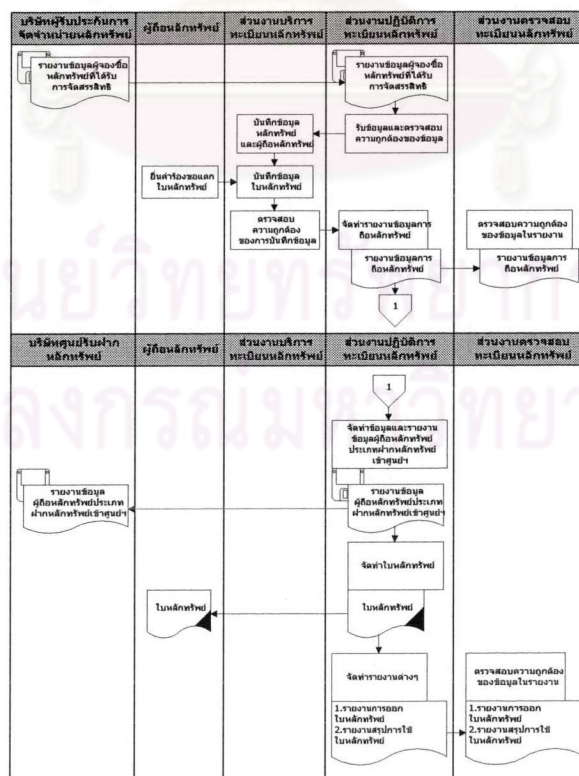 บริษัทผู้รับประกันการ
จัดจำหน่ายหลักทรัพย์
ผู้ถือหลักทรัพย์
ส่วนงานบริการ
ทะเบียนหลักทรัพย์
ส่วนงานปฏิบัติการ
ทะเบียนหลักทรัพย์
ส่วนงานตรวจสอบ
ทะเบียนหลักทรัพย์
รายงานข้อมูลผู้จองซื้อ
หลักทรัพย์ที่ได้รับ
การจัดสรรสิทธิ
รายงานข้อมูลผู้จองซื้อ
หลักทรัพย์ที่ได้รับ
การจัดสรรสิทธิ
บันทึกข้อมูล
หลักทรัพย์
และผู้ถือหลักทรัพย์
รับข้อมูลและตรวจสอบ
ความถูกต้องของข้อมูล
ยื่นคำร้องขอแตก
ใบหลักทรัพย์
บันทึกข้อมูล
ใบหลักทรัพย์
ตรวจสอบ
ความถูกต้อง
ของการบันทึกข้อมูล
จัดทำรายงานข้อมูลการ
ถือหลักทรัพย์
รายงานข้อมูลการ
ถือหลักทรัพย์
ตรวจสอบความถูกต้อง
ของข้อมูลในรายงาน
รายงานข้อมูลการ
ถือหลักทรัพย์
1
บริษัทศูนย์รับฝาก
หลักทรัพย์
ผู้ถือหลักทรัพย์
ส่วนงานบริการ
ทะเบียนหลักทรัพย์
ส่วนงานปฏิบัติการ
ทะเบียนหลักทรัพย์
ส่วนงานตรวจสอบ
ทะเบียนหลักทรัพย์
1
จัดทำข้อมูลและรายงาน
ข้อมูลผู้ถือหลักทรัพย์
ประเภทฝากหลักทรัพย์
เข้าศูนย์ฯ
รายงานข้อมูล
ผู้ถือหลักทรัพย์ประเภท
ฝากหลักทรัพย์เข้าศูนย์ฯ
รายงานข้อมูล
ผู้ถือหลักทรัพย์ประเภท
ฝากหลักทรัพย์เข้าศูนย์ฯ
จัดทำใบหลักทรัพย์
ใบหลักทรัพย์
ใบหลักทรัพย์
จัดทำรายงานต่างๆ
1.รายงานการออก
ใบหลักทรัพย์
2.รายงานสรุปการใช้
ใบหลักทรัพย์
ตรวจสอบความถูกต้อง
ของข้อมูลในรายงาน
1.รายงานการออก
ใบหลักทรัพย์
2.รายงานสรุปการใช้
ใบหลักทรัพย์